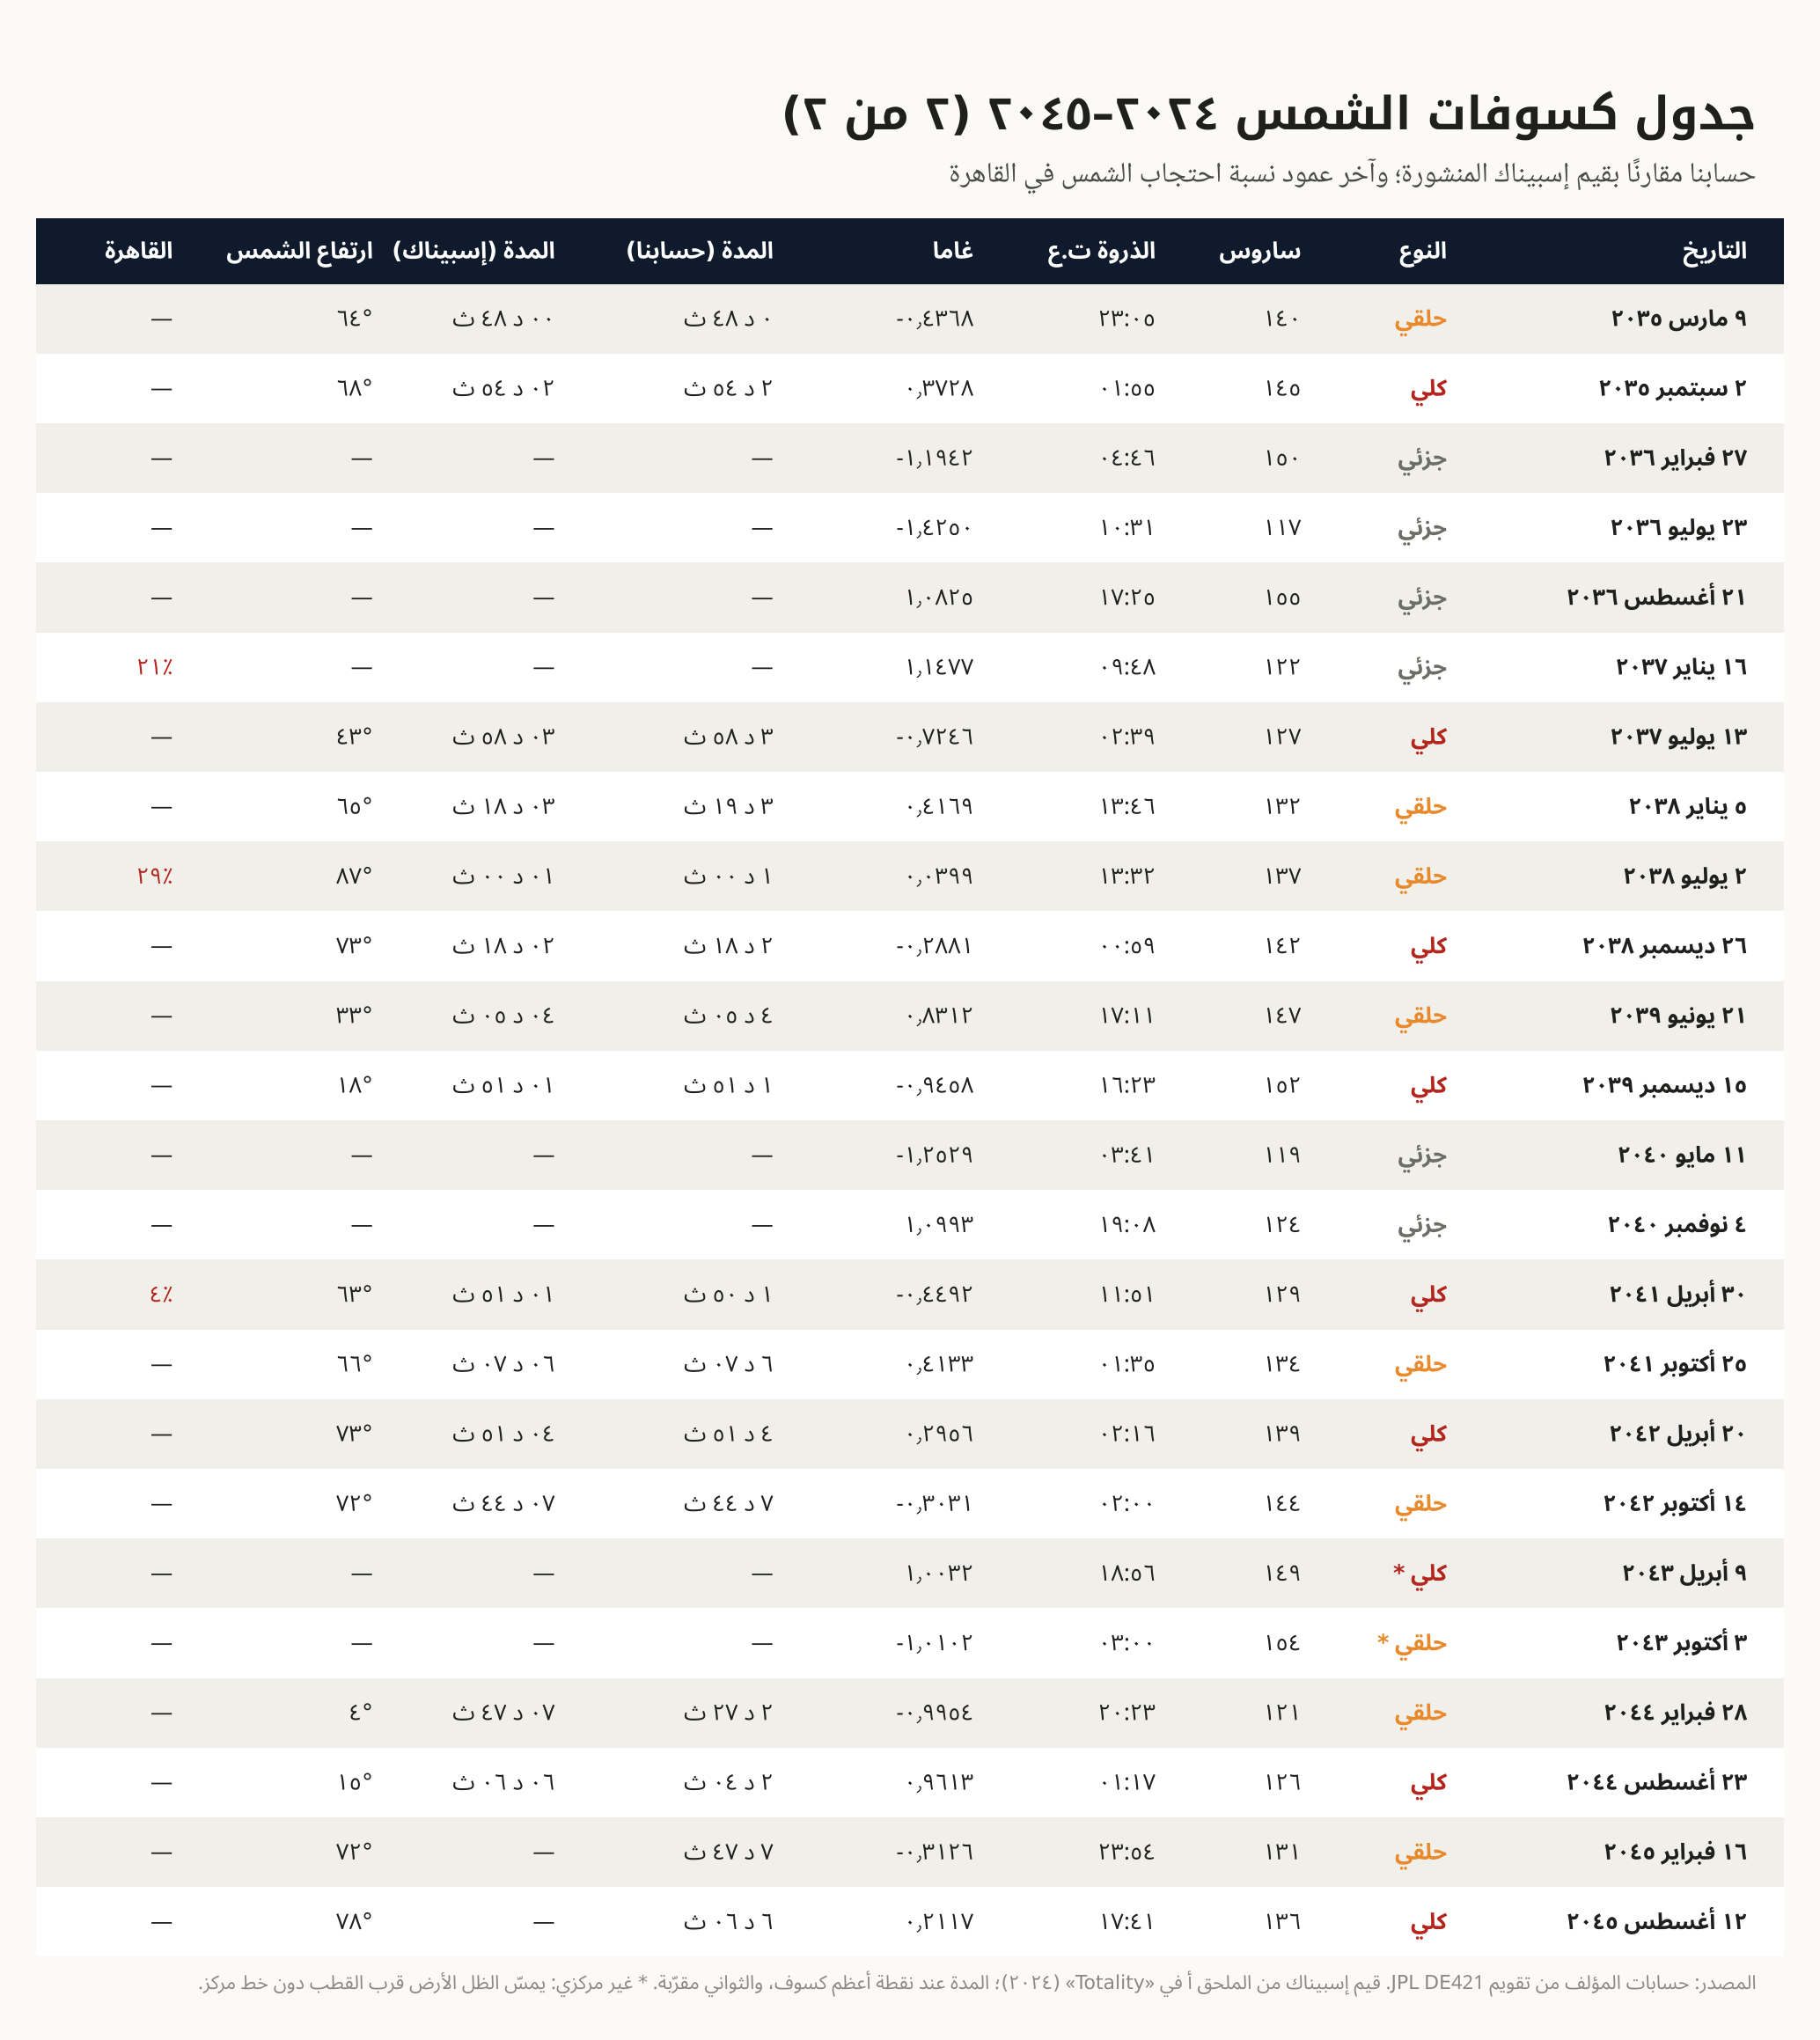 جدول كسوفات الشمس ٢٠٢٤–٢٠٤٥ (٢ من ٢)
حسابنا مقارنًا بقيم إسبيناك المنشورة؛ وآخر عمود نسبة احتجاب الشمس في القاهرة
التاريخ النوع ساروس الذروة ت.ع غاما المدة (حسابنا) المدة (إسبيناك) ارتفاع الشمس القاهرة
٩ مارس ٢٠٣٥ حلقي ١٤٠ ٢٣:٠٥ -٠٫٤٣٦٨ ٠ د ٤٨ ث ٠٠ د ٤٨ ث ٦٤° —
٢ سبتمبر ٢٠٣٥ كلي ١٤٥ ٠١:٥٥ ٠٫٣٧٢٨ ٢ د ٥٤ ث ٠٢ د ٥٤ ث ٦٨° —
٢٧ فبراير ٢٠٣٦ جزئي ١٥٠ ٠٤:٤٦ -١٫١٩٤٢ — — — —
٢٣ يوليو ٢٠٣٦ جزئي ١١٧ ١٠:٣١ -١٫٤٢٥٠ — — — —
٢١ أغسطس ٢٠٣٦ جزئي ١٥٥ ١٧:٢٥ ١٫٠٨٢٥ — — — —
١٦ يناير ٢٠٣٧ جزئي ١٢٢ ٠٩:٤٨ ١٫١٤٧٧ — — — ٢١٪
١٣ يوليو ٢٠٣٧ كلي ١٢٧ ٠٢:٣٩ -٠٫٧٢٤٦ ٣ د ٥٨ ث ٠٣ د ٥٨ ث ٤٣° —
٥ يناير ٢٠٣٨ حلقي ١٣٢ ١٣:٤٦ ٠٫٤١٦٩ ٣ د ١٩ ث ٠٣ د ١٨ ث ٦٥° —
٢ يوليو ٢٠٣٨ حلقي ١٣٧ ١٣:٣٢ ٠٫٠٣٩٩ ١ د ٠٠ ث ٠١ د ٠٠ ث ٨٧° ٢٩٪
٢٦ ديسمبر ٢٠٣٨ كلي ١٤٢ ٠٠:٥٩ -٠٫٢٨٨١ ٢ د ١٨ ث ٠٢ د ١٨ ث ٧٣° —
٢١ يونيو ٢٠٣٩ حلقي ١٤٧ ١٧:١١ ٠٫٨٣١٢ ٤ د ٠٥ ث ٠٤ د ٠٥ ث ٣٣° —
١٥ ديسمبر ٢٠٣٩ كلي ١٥٢ ١٦:٢٣ -٠٫٩٤٥٨ ١ د ٥١ ث ٠١ د ٥١ ث ١٨° —
١١ مايو ٢٠٤٠ جزئي ١١٩ ٠٣:٤١ -١٫٢٥٢٩ — — — —
٤ نوفمبر ٢٠٤٠ جزئي ١٢٤ ١٩:٠٨ ١٫٠٩٩٣ — — — —
٣٠ أبريل ٢٠٤١ كلي ١٢٩ ١١:٥١ -٠٫٤٤٩٢ ١ د ٥٠ ث ٠١ د ٥١ ث ٦٣° ٤٪
٢٥ أكتوبر ٢٠٤١ حلقي ١٣٤ ٠١:٣٥ ٠٫٤١٣٣ ٦ د ٠٧ ث ٠٦ د ٠٧ ث ٦٦° —
٢٠ أبريل ٢٠٤٢ كلي ١٣٩ ٠٢:١٦ ٠٫٢٩٥٦ ٤ د ٥١ ث ٠٤ د ٥١ ث ٧٣° —
١٤ أكتوبر ٢٠٤٢ حلقي ١٤٤ ٠٢:٠٠ -٠٫٣٠٣١ ٧ د ٤٤ ث ٠٧ د ٤٤ ث ٧٢° —
٩ أبريل ٢٠٤٣ كلي * ١٤٩ ١٨:٥٦ ١٫٠٠٣٢ — — — —
٣ أكتوبر ٢٠٤٣ حلقي * ١٥٤ ٠٣:٠٠ -١٫٠١٠٢ — — — —
٢٨ فبراير ٢٠٤٤ حلقي ١٢١ ٢٠:٢٣ -٠٫٩٩٥٤ ٢ د ٢٧ ث ٠٧ د ٤٧ ث ٤° —
٢٣ أغسطس ٢٠٤٤ كلي ١٢٦ ٠١:١٧ ٠٫٩٦١٣ ٢ د ٠٤ ث ٠٦ د ٠٦ ث ١٥° —
١٦ فبراير ٢٠٤٥ حلقي ١٣١ ٢٣:٥٤ -٠٫٣١٢٦ ٧ د ٤٧ ث — ٧٢° —
١٢ أغسطس ٢٠٤٥ كلي ١٣٦ ١٧:٤١ ٠٫٢١١٧ ٦ د ٠٦ ث — ٧٨° —
المصدر: حسابات المؤلف من تقويم JPL DE421. قيم إسبيناك من الملحق أ في «Totality» (٢٠٢٤)؛ المدة عند نقطة أعظم كسوف، والثواني مقرّبة. * غير مركزي: يمسّ الظل الأرض قرب القطب دون خط مركز.